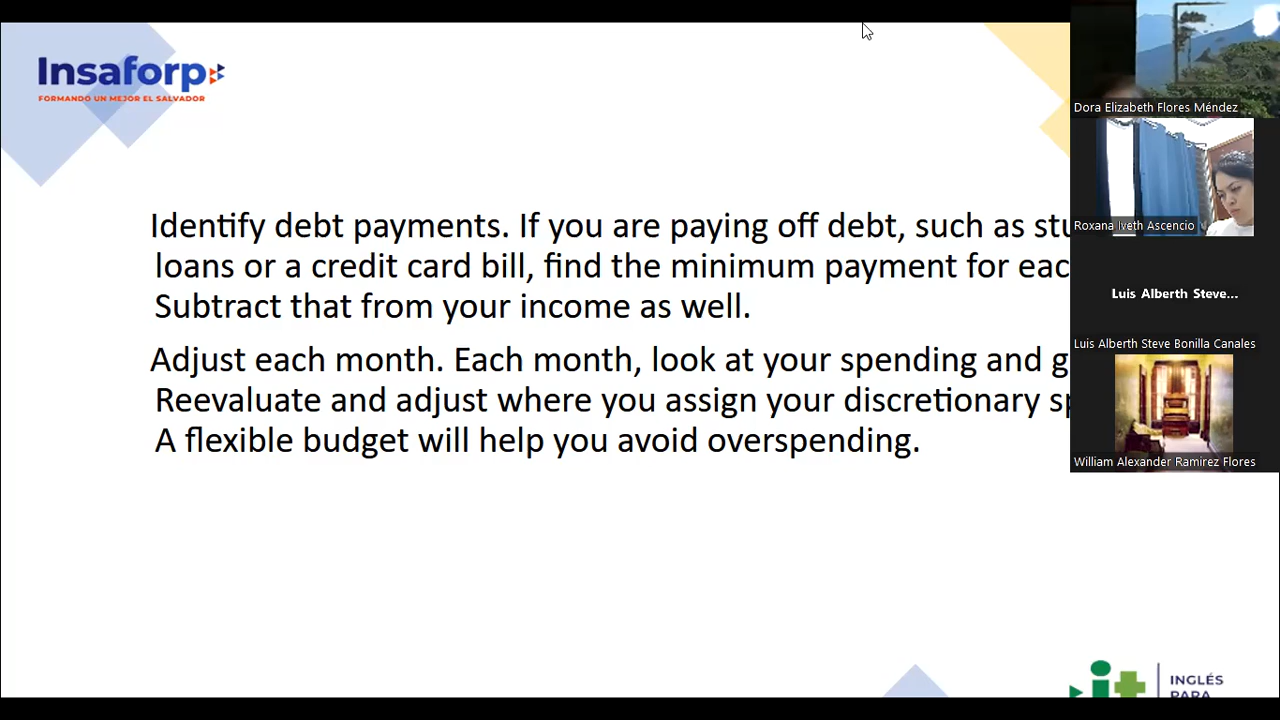 Insaforp
FORMANDO UN MEJOR EL SALVADOR
Identify debt payments. If you are paying off debt, such as
loans or a credit card bill, find the minimum payment for
Subtract that from your income as well.
Adjust each month. Each month, look at your spending and
Reevaluate and adjust where you assign your discretionary
A flexible budget will help you avoid overspending.
Dora Elizabeth Flores Méndez
Roxana Iveth Ascencio
Luis Alberth Steve...
Luis Alberth Steve Bonilla Canales
William Alexander Ramirez Flores
INGLÉS
PARA